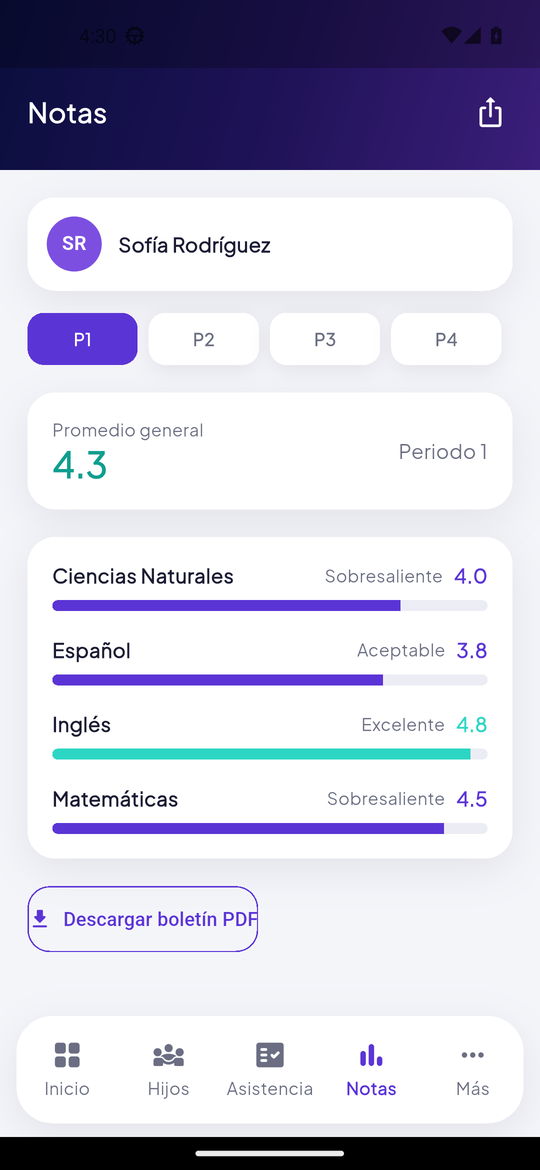 4:30
Notas
SR
Sofía Rodríguez
P1 P2 P3 P4
Promedio general
4.3
Periodo 1
Ciencias Naturales Sobresaliente 4.0
Español Aceptable 3.8
Inglés Excelente 4.8
Matemáticas Sobresaliente 4.5
Descargar boletín PDF
Inicio Hijos Asistencia Notas Más